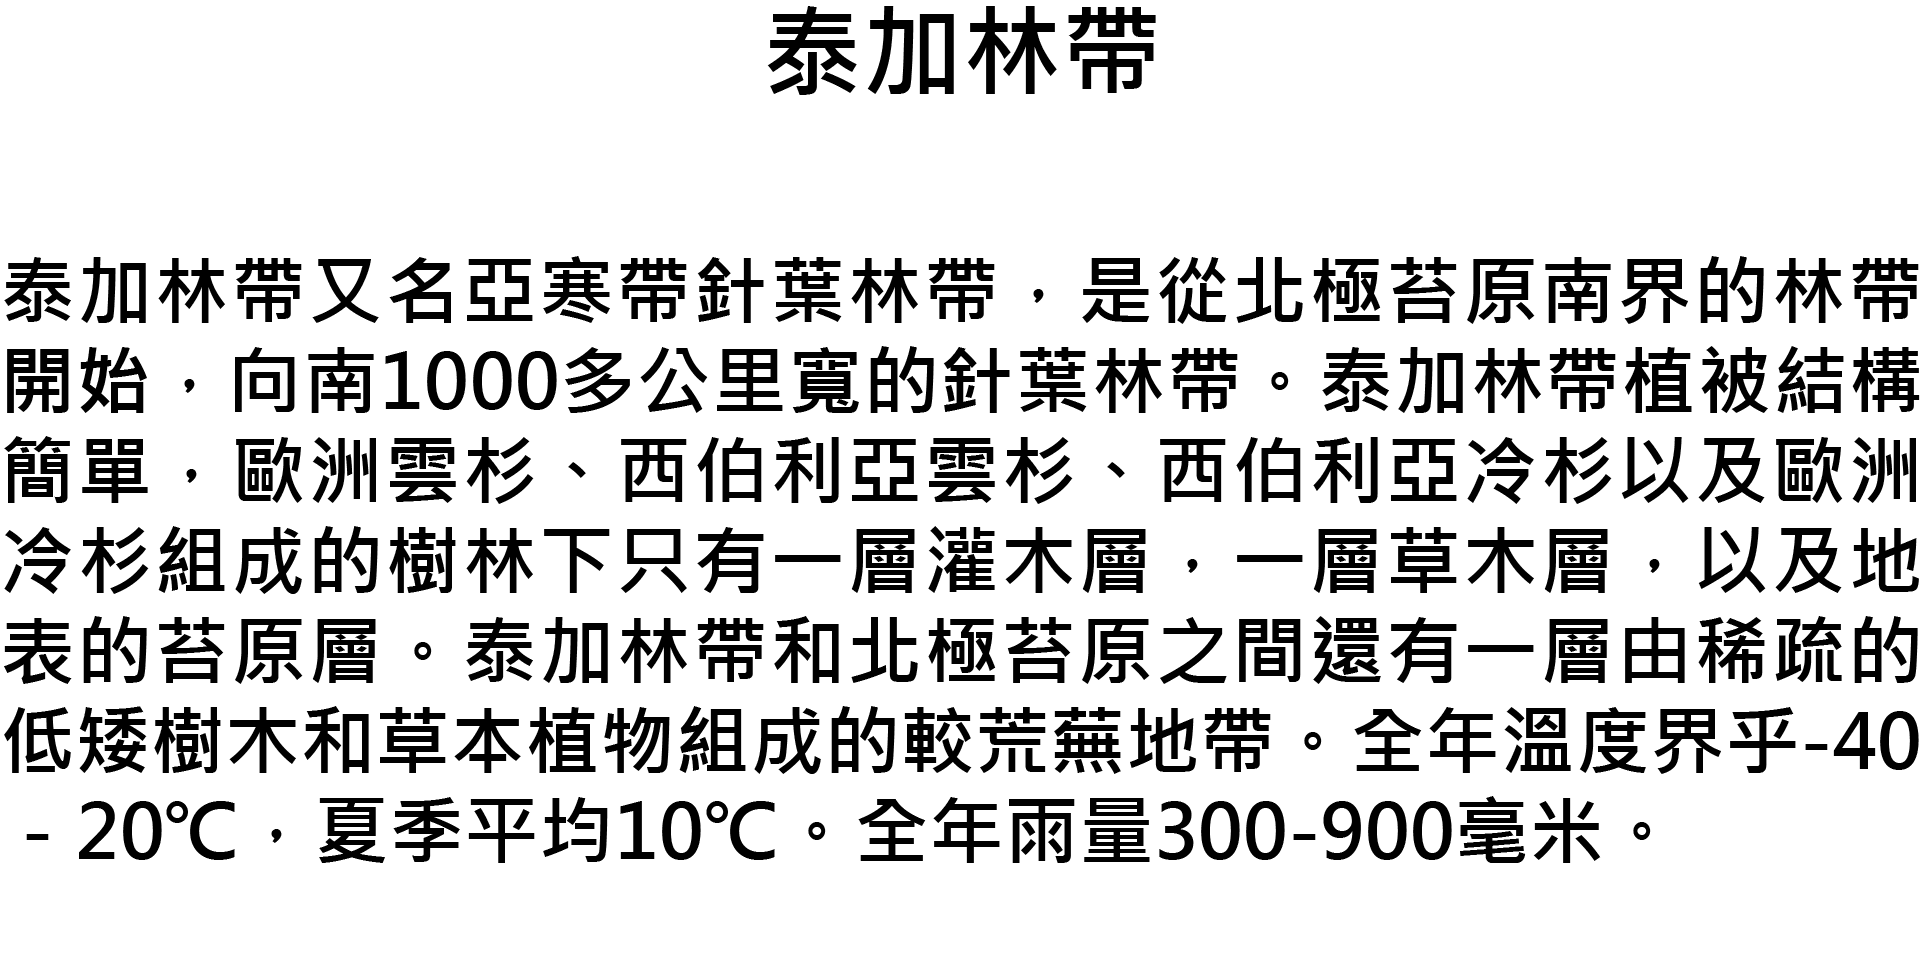 泰加林帶
泰加林帶又名亞寒帶針葉林帶，是從北極苔原南界的林帶
開始，向南1000多公里寬的針葉林帶。泰加林帶植被結構
簡單，歐洲雲杉、西伯利亞雲杉、西伯利亞冷杉以及歐洲
冷杉組成的樹林下只有一層灌木層，一層草木層，以及地
表的苔原層。泰加林帶和北極苔原之間還有一層由稀疏的
低矮樹木和草本植物組成的較荒蕪地帶。全年溫度界乎-40
- 20℃，夏季平均10℃。全年雨量300-900毫米。